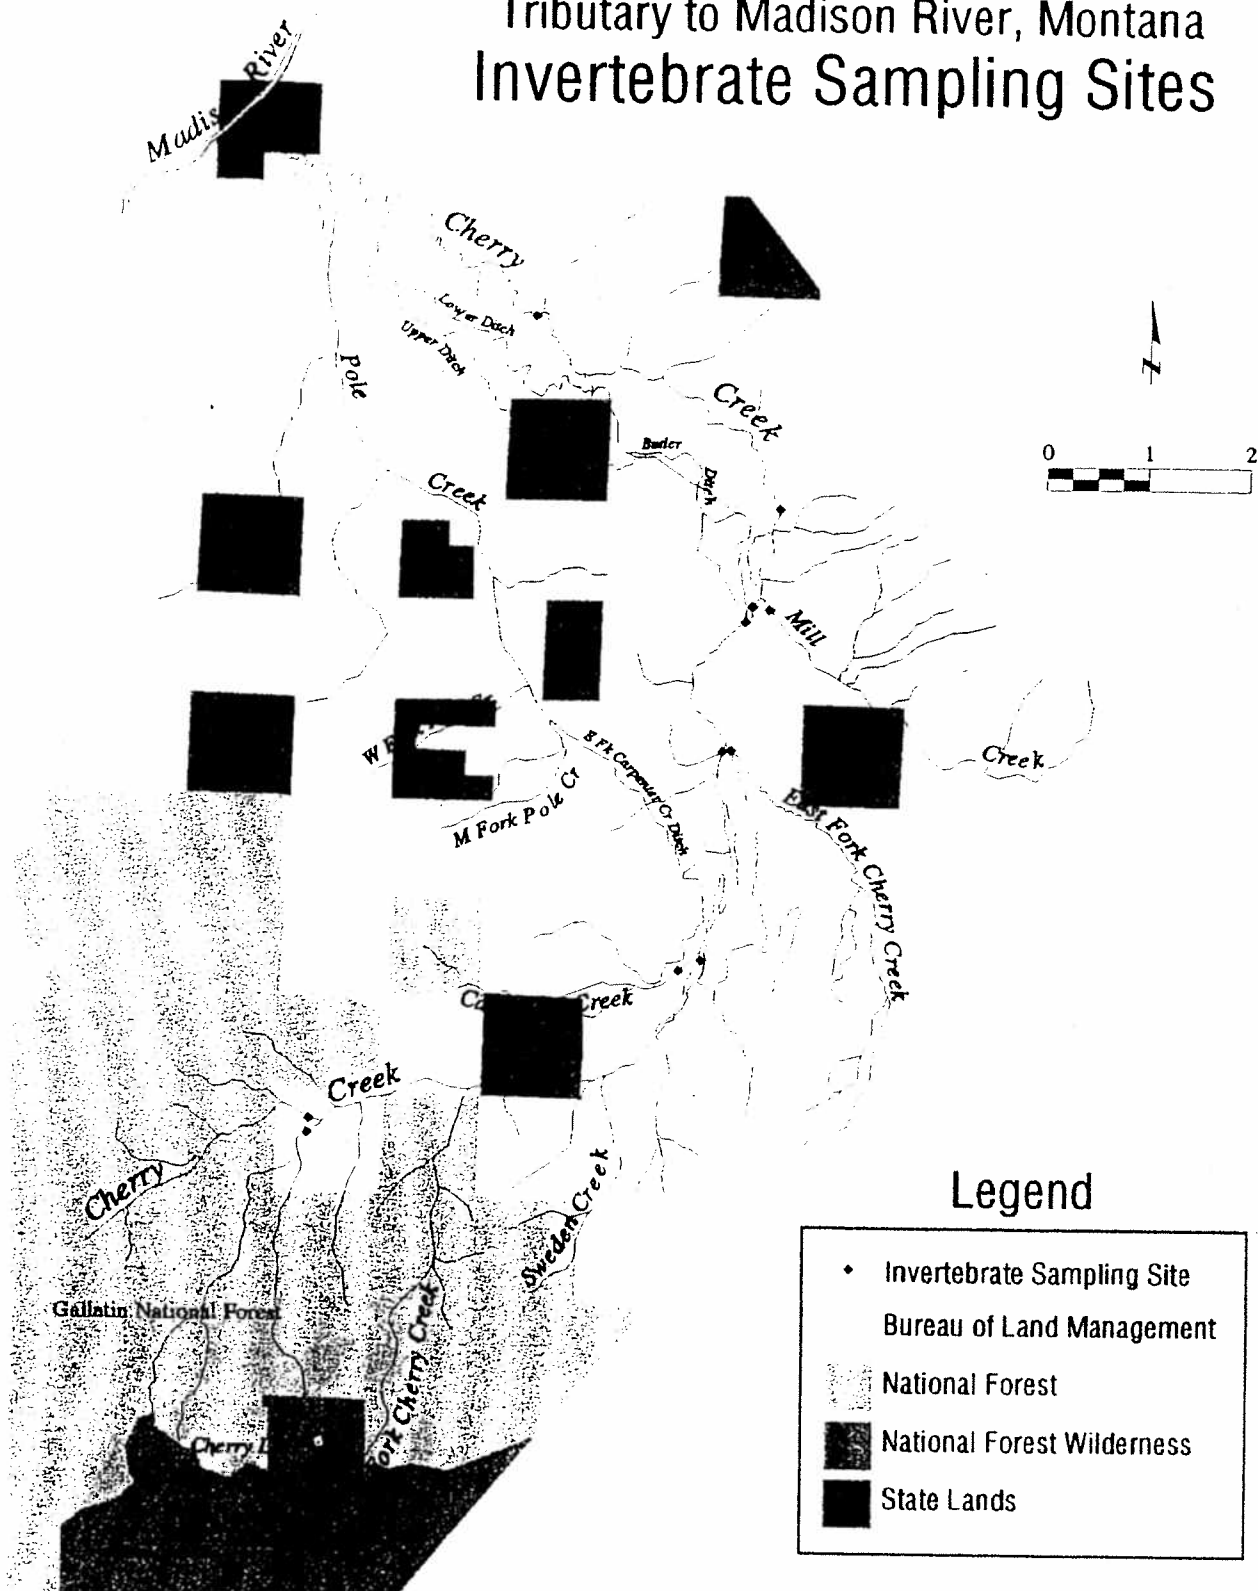 Tributary to Madison River, Montana
Invertebrate Sampling Sites
River
Madis
Cherry
Lower Ditch
Upper Ditch
Pole
Creek
Butler
Ditch
Creek
N
0 1 2
Mill
Creek
W
E Fk Carpenter Cr Ditch
M Fork Pole Cr
East Fork Cherry Creek
Creek
Creek
Cherry
Sweden Creek
Gallatin National Forest
Cherry
ork Cherry Creek
Legend
Invertebrate Sampling Site
Bureau of Land Management
National Forest
National Forest Wilderness
State Lands